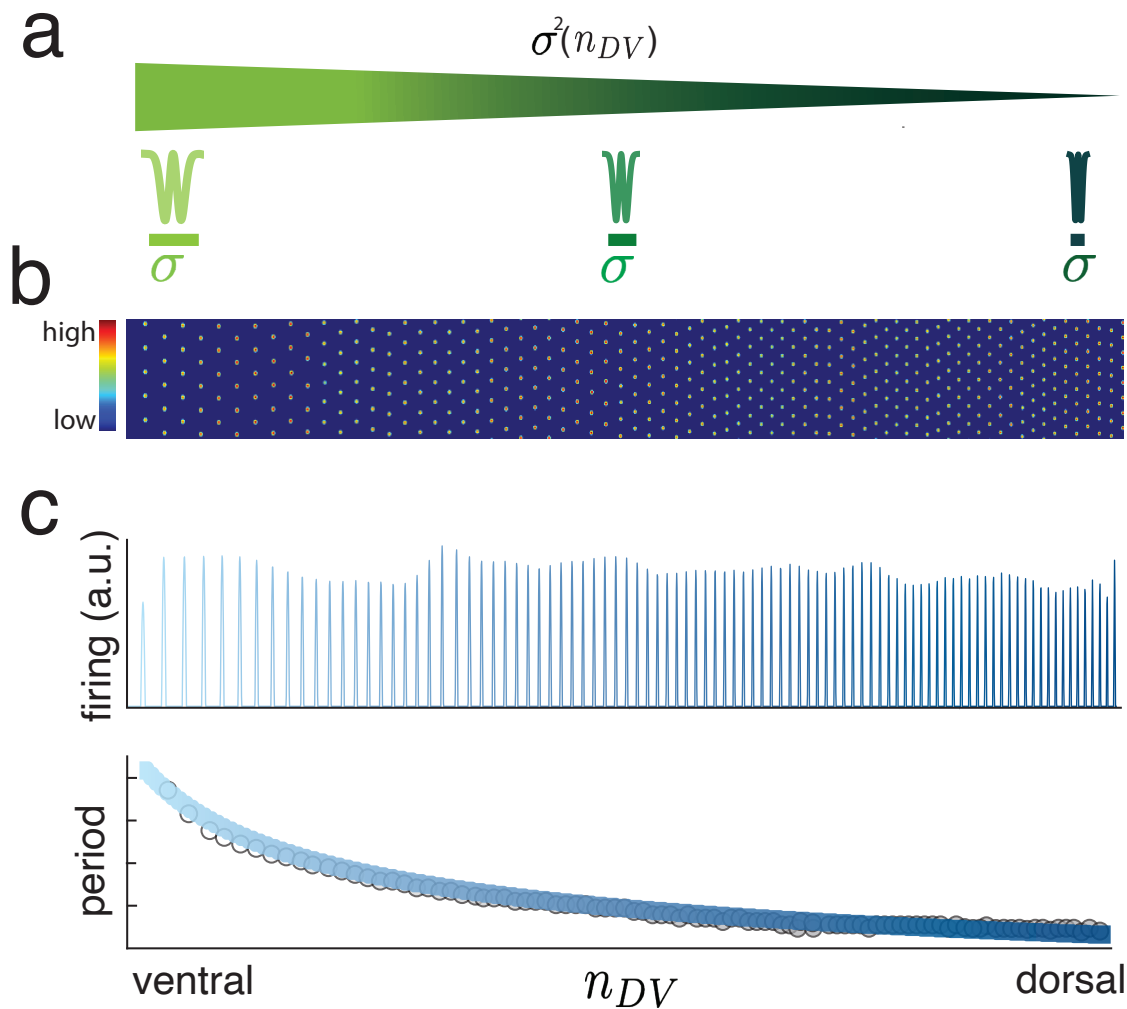 a
σ²(n_DV)
σ σ σ
b
high
low
c
firing (a.u.)
period
ventral n_DV dorsal